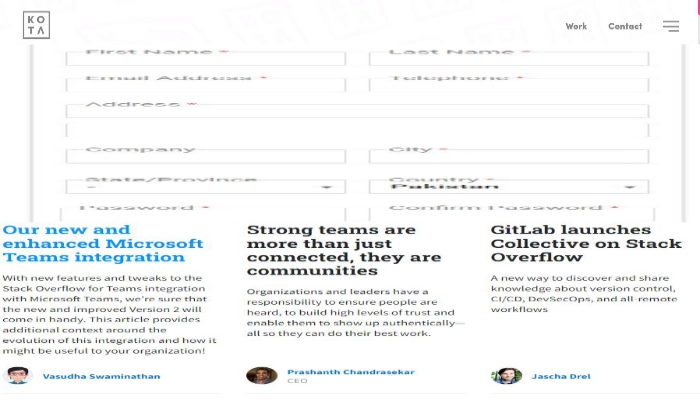 KO
TA
Work Contact
First Name * Last Name *
Email Address * Telephone *
Address *
Company City *
State/Province Country *
- Pakistan
Password * Confirm Password *
Our new and
enhanced Microsoft
Teams integration
With new features and tweaks to the
Stack Overflow for Teams integration
with Microsoft Teams, we're sure that
the new and improved Version 2 will
come in handy. This article provides
additional context around the
evolution of this integration and how it
might be useful to your organization!
Vasudha Swaminathan
Strong teams are
more than just
connected, they are
communities
Organizations and leaders have a
responsibility to ensure people are
heard, to build high levels of trust and
enable them to show up authentically—
all so they can do their best work.
Prashanth Chandrasekar
CEO
GitLab launches
Collective on Stack
Overflow
A new way to discover and share
knowledge about version control,
CI/CD, DevSecOps, and all-remote
workflows
Jascha Drel